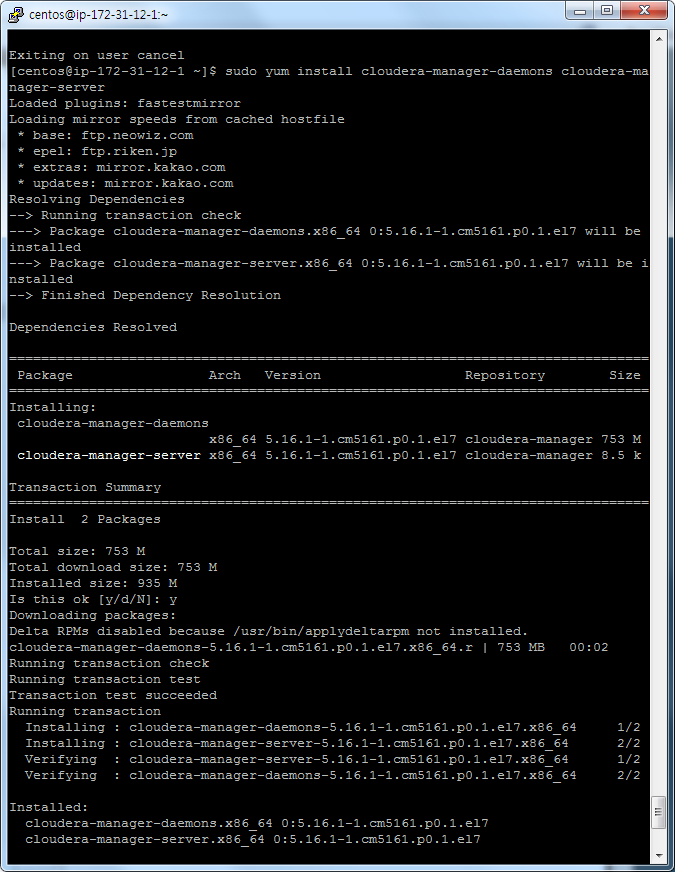 centos@ip-172-31-12-1:~
Exiting on user cancel
[centos@ip-172-31-12-1 ~]$ sudo yum install cloudera-manager-daemons cloudera-ma
nager-server
Loaded plugins: fastestmirror
Loading mirror speeds from cached hostfile
 * base: ftp.neowiz.com
 * epel: ftp.riken.jp
 * extras: mirror.kakao.com
 * updates: mirror.kakao.com
Resolving Dependencies
--> Running transaction check
---> Package cloudera-manager-daemons.x86_64 0:5.16.1-1.cm5161.p0.1.el7 will be
installed
---> Package cloudera-manager-server.x86_64 0:5.16.1-1.cm5161.p0.1.el7 will be i
nstalled
--> Finished Dependency Resolution

Dependencies Resolved

================================================================================
 Package                 Arch   Version                  Repository        Size
================================================================================
Installing:
 cloudera-manager-daemons
                         x86_64 5.16.1-1.cm5161.p0.1.el7 cloudera-manager 753 M
 cloudera-manager-server x86_64 5.16.1-1.cm5161.p0.1.el7 cloudera-manager 8.5 k

Transaction Summary
================================================================================
Install  2 Packages

Total size: 753 M
Total download size: 753 M
Installed size: 935 M
Is this ok [y/d/N]: y
Downloading packages:
Delta RPMs disabled because /usr/bin/applydeltarpm not installed.
cloudera-manager-daemons-5.16.1-1.cm5161.p0.1.el7.x86_64.r | 753 MB   00:02
Running transaction check
Running transaction test
Transaction test succeeded
Running transaction
  Installing : cloudera-manager-daemons-5.16.1-1.cm5161.p0.1.el7.x86_64     1/2
  Installing : cloudera-manager-server-5.16.1-1.cm5161.p0.1.el7.x86_64      2/2
  Verifying  : cloudera-manager-server-5.16.1-1.cm5161.p0.1.el7.x86_64      1/2
  Verifying  : cloudera-manager-daemons-5.16.1-1.cm5161.p0.1.el7.x86_64     2/2

Installed:
  cloudera-manager-daemons.x86_64 0:5.16.1-1.cm5161.p0.1.el7
  cloudera-manager-server.x86_64 0:5.16.1-1.cm5161.p0.1.el7